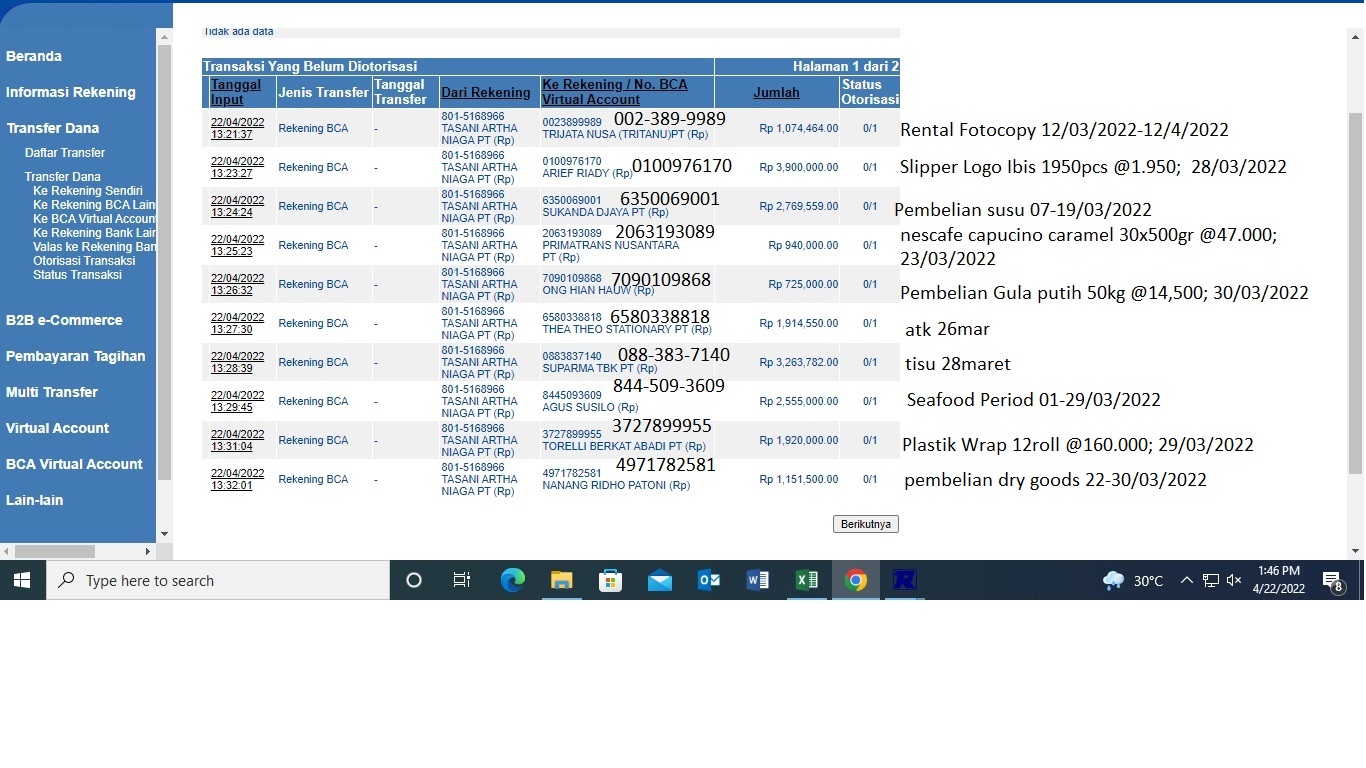 Tidak ada data
Beranda
Informasi Rekening
Transfer Dana
Daftar Transfer
Transfer Dana
Ke Rekening Sendiri
Ke Rekening BCA Lain
Ke BCA Virtual Account
Ke Rekening Bank Lain
Valas ke Rekening Ban
Otorisasi Transaksi
Status Transaksi
B2B e-Commerce
Pembayaran Tagihan
Multi Transfer
Virtual Account
BCA Virtual Account
Lain-lain
Transaksi Yang Belum Diotorisasi Halaman 1 dari 2
Tanggal Input Jenis Transfer Tanggal Transfer Dari Rekening Ke Rekening / No. BCA Virtual Account Jumlah Status Otorisasi
22/04/2022 13:21:37 Rekening BCA - 801-5168966 TASANI ARTHA NIAGA PT (Rp) 0023899989 002-389-9989 TRIJATA NUSA (TRITANU)PT (Rp) Rp 1,074,464.00 0/1 Rental Fotocopy 12/03/2022-12/4/2022
22/04/2022 13:23:27 Rekening BCA - 801-5168966 TASANI ARTHA NIAGA PT (Rp) 0100976170 ARIEF RIADY (Rp) 0100976170 Rp 3,900,000.00 0/1 Slipper Logo Ibis 1950pcs @1.950; 28/03/2022
22/04/2022 13:24:24 Rekening BCA - 801-5168966 TASANI ARTHA NIAGA PT (Rp) 6350069001 6350069001 SUKANDA DJAYA PT (Rp) Rp 2,769,559.00 0/1 Pembelian susu 07-19/03/2022
22/04/2022 13:25:23 Rekening BCA - 801-5168966 TASANI ARTHA NIAGA PT (Rp) 2063193089 2063193089 PRIMATRANS NUSANTARA PT (Rp) Rp 940,000.00 0/1 nescafe capucino caramel 30x500gr @47.000; 23/03/2022
22/04/2022 13:26:32 Rekening BCA - 801-5168966 TASANI ARTHA NIAGA PT (Rp) 7090109868 7090109868 ONG HIAN HAUW (Rp) Rp 725,000.00 0/1 Pembelian Gula putih 50kg @14,500; 30/03/2022
22/04/2022 13:27:30 Rekening BCA - 801-5168966 TASANI ARTHA NIAGA PT (Rp) 6580338818 6580338818 THEA THEO STATIONARY PT (Rp) Rp 1,914,550.00 0/1 atk 26mar
22/04/2022 13:28:39 Rekening BCA - 801-5168966 TASANI ARTHA NIAGA PT (Rp) 0883837140 088-383-7140 SUPARMA TBK PT (Rp) Rp 3,263,782.00 0/1 tisu 28maret
22/04/2022 13:29:45 Rekening BCA - 801-5168966 TASANI ARTHA NIAGA PT (Rp) 8445093609 844-509-3609 AGUS SUSILO (Rp) Rp 2,555,000.00 0/1 Seafood Period 01-29/03/2022
22/04/2022 13:31:04 Rekening BCA - 801-5168966 TASANI ARTHA NIAGA PT (Rp) 3727899955 3727899955 TORELLI BERKAT ABADI PT (Rp) Rp 1,920,000.00 0/1 Plastik Wrap 12roll @160.000; 29/03/2022
22/04/2022 13:32:01 Rekening BCA - 801-5168966 TASANI ARTHA NIAGA PT (Rp) 4971782581 4971782581 NANANG RIDHO PATONI (Rp) Rp 1,151,500.00 0/1 pembelian dry goods 22-30/03/2022
Berikutnya
Type here to search
30°C
1:46 PM
4/22/2022
8